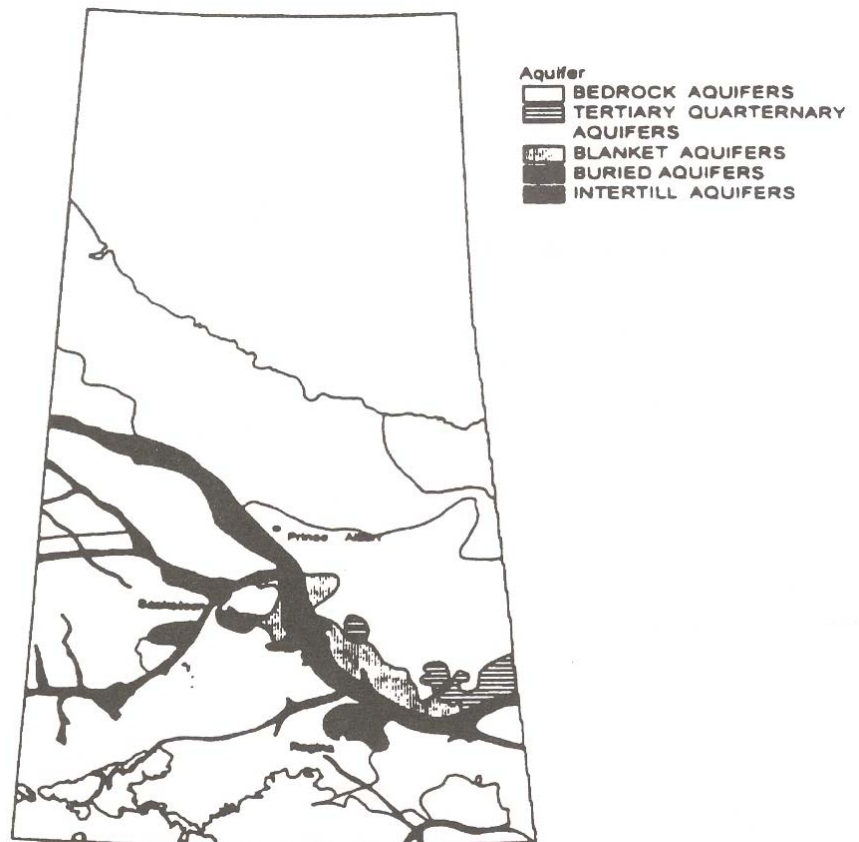 Aquifer
BEDROCK AQUIFERS
TERTIARY QUARTERNARY
AQUIFERS
BLANKET AQUIFERS
BURIED AQUIFERS
INTERTILL AQUIFERS
Prince Albert
Saskatoon
Regina